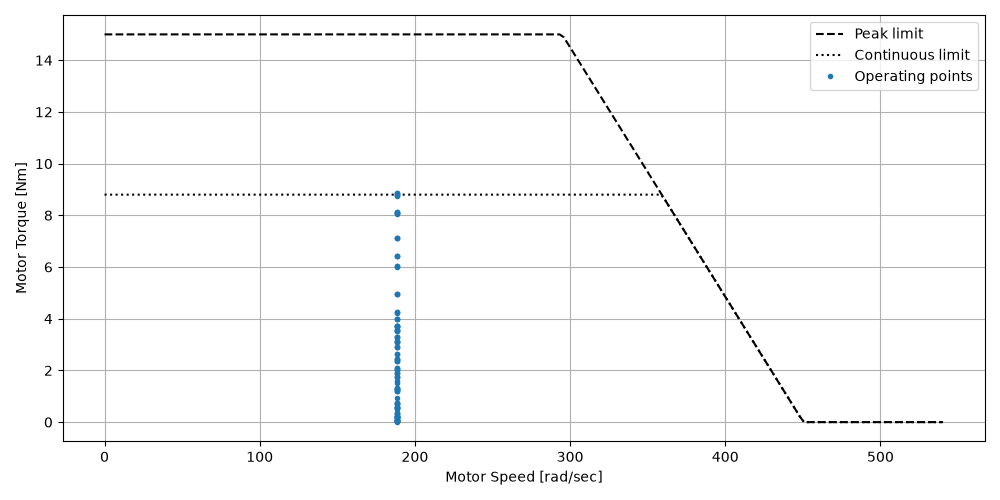 Peak limit
Continuous limit
Operating points
Motor Torque [Nm]
14
12
10
8
6
4
2
0
0 100 200 300 400 500
Motor Speed [rad/sec]